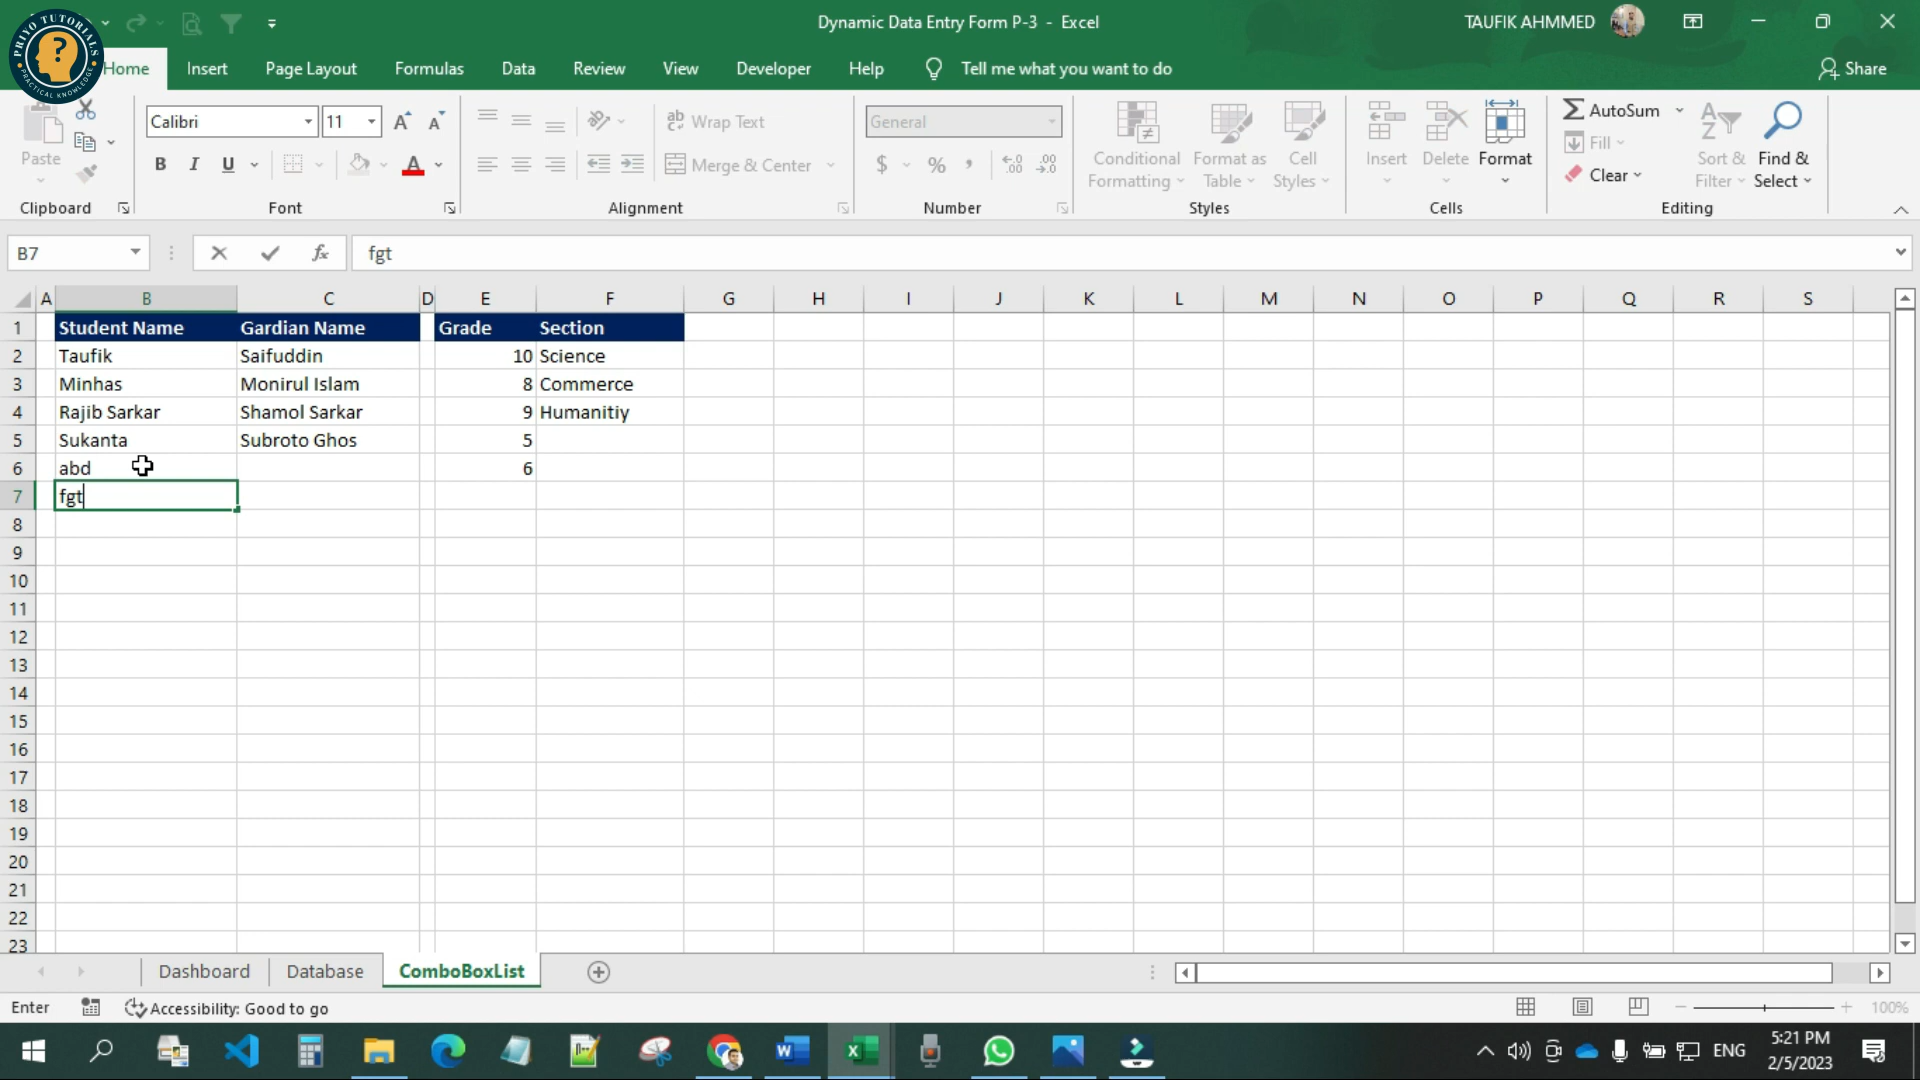 PRIYO TUTORIALS
PRACTICAL KNOWLEDGE
?
Dynamic Data Entry Form P-3 - Excel
TAUFIK AHMMED
Home Insert Page Layout Formulas Data Review View Developer Help Tell me what you want to do Share
Paste
Calibri 11
B I U
Wrap Text
Merge & Center
General
$ %
Conditional Formatting
Format as Table
Cell Styles
Insert Delete Format
AutoSum
Fill
Clear
Sort & Filter
Find & Select
Clipboard Font Alignment Number Styles Cells Editing
B7 fx fgt
A B C D E F G H I J K L M N O P Q R S
1 Student Name Gardian Name Grade Section
2 Taufik Saifuddin 10 Science
3 Minhas Monirul Islam 8 Commerce
4 Rajib Sarkar Shamol Sarkar 9 Humanitiy
5 Sukanta Subroto Ghos 5
6 abd 6
7 fgt
8
9
10
11
12
13
14
15
16
17
18
19
20
21
22
23
Dashboard Database ComboBoxList
Enter Accessibility: Good to go 100%
ENG
5:21 PM
2/5/2023